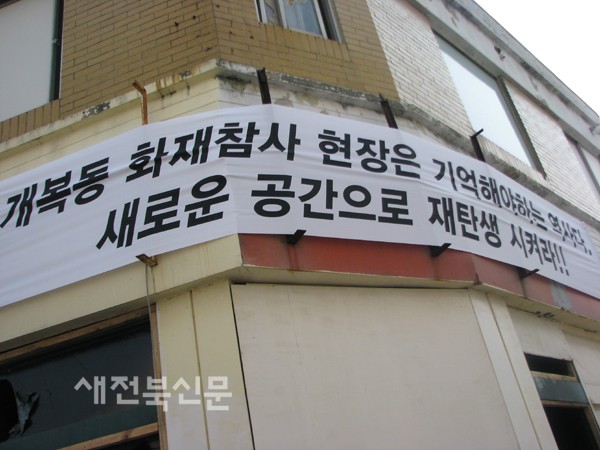 개복동 화재참사 현장은 기억해야하는 역사다..
새로운 공간으로 재탄생 시켜라!!
새전북신문